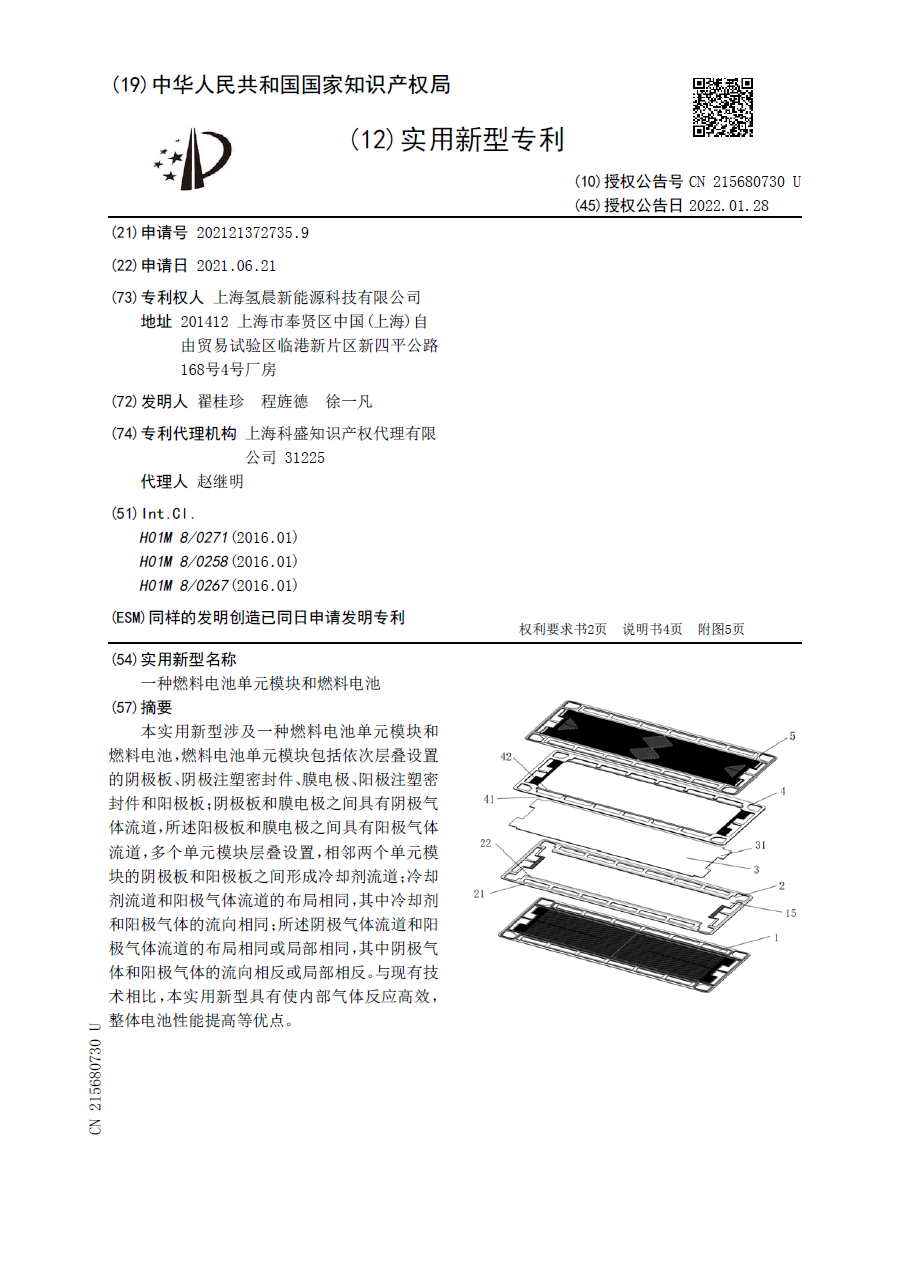 (19)中华人民共和国国家知识产权局
(12)实用新型专利
(10)授权公告号 CN 215680730 U
(45)授权公告日 2022.01.28
(21)申请号 202121372735.9
(22)申请日 2021.06.21
(73)专利权人 上海氢晨新能源科技有限公司
地址 201412 上海市奉贤区中国(上海)自
由贸易试验区临港新片区新四平公路
168号4号厂房
(72)发明人 翟桂珍 程旌德 徐一凡
(74)专利代理机构 上海科盛知识产权代理有限
公司 31225
代理人 赵继明
(51)Int.Cl.
H01M 8/0271(2016.01)
H01M 8/0258(2016.01)
H01M 8/0267(2016.01)
(ESM)同样的发明创造已同日申请发明专利
权利要求书2页 说明书4页 附图5页
(54)实用新型名称
一种燃料电池单元模块和燃料电池
(57)摘要
本实用新型涉及一种燃料电池单元模块和
燃料电池,燃料电池单元模块包括依次层叠设置
的阴极板、阴极注塑密封件、膜电极、阳极注塑密
封件和阳极板;阴极板和膜电极之间具有阴极气
体流道,所述阳极板和膜电极之间具有阳极气体
流道,多个单元模块层叠设置,相邻两个单元模
块的阴极板和阳极板之间形成冷却剂流道;冷却
剂流道和阳极气体流道的布局相同,其中冷却剂
和阳极气体的流向相同;所述阴极气体流道和阳
极气体流道的布局相同或局部相同,其中阴极气
体和阳极气体的流向相反或局部相反。与现有技
术相比,本实用新型具有使内部气体反应高效,
整体电池性能提高等优点。
5
42
4
41
31
22
3
2
21
15
1
CN 215680730 U